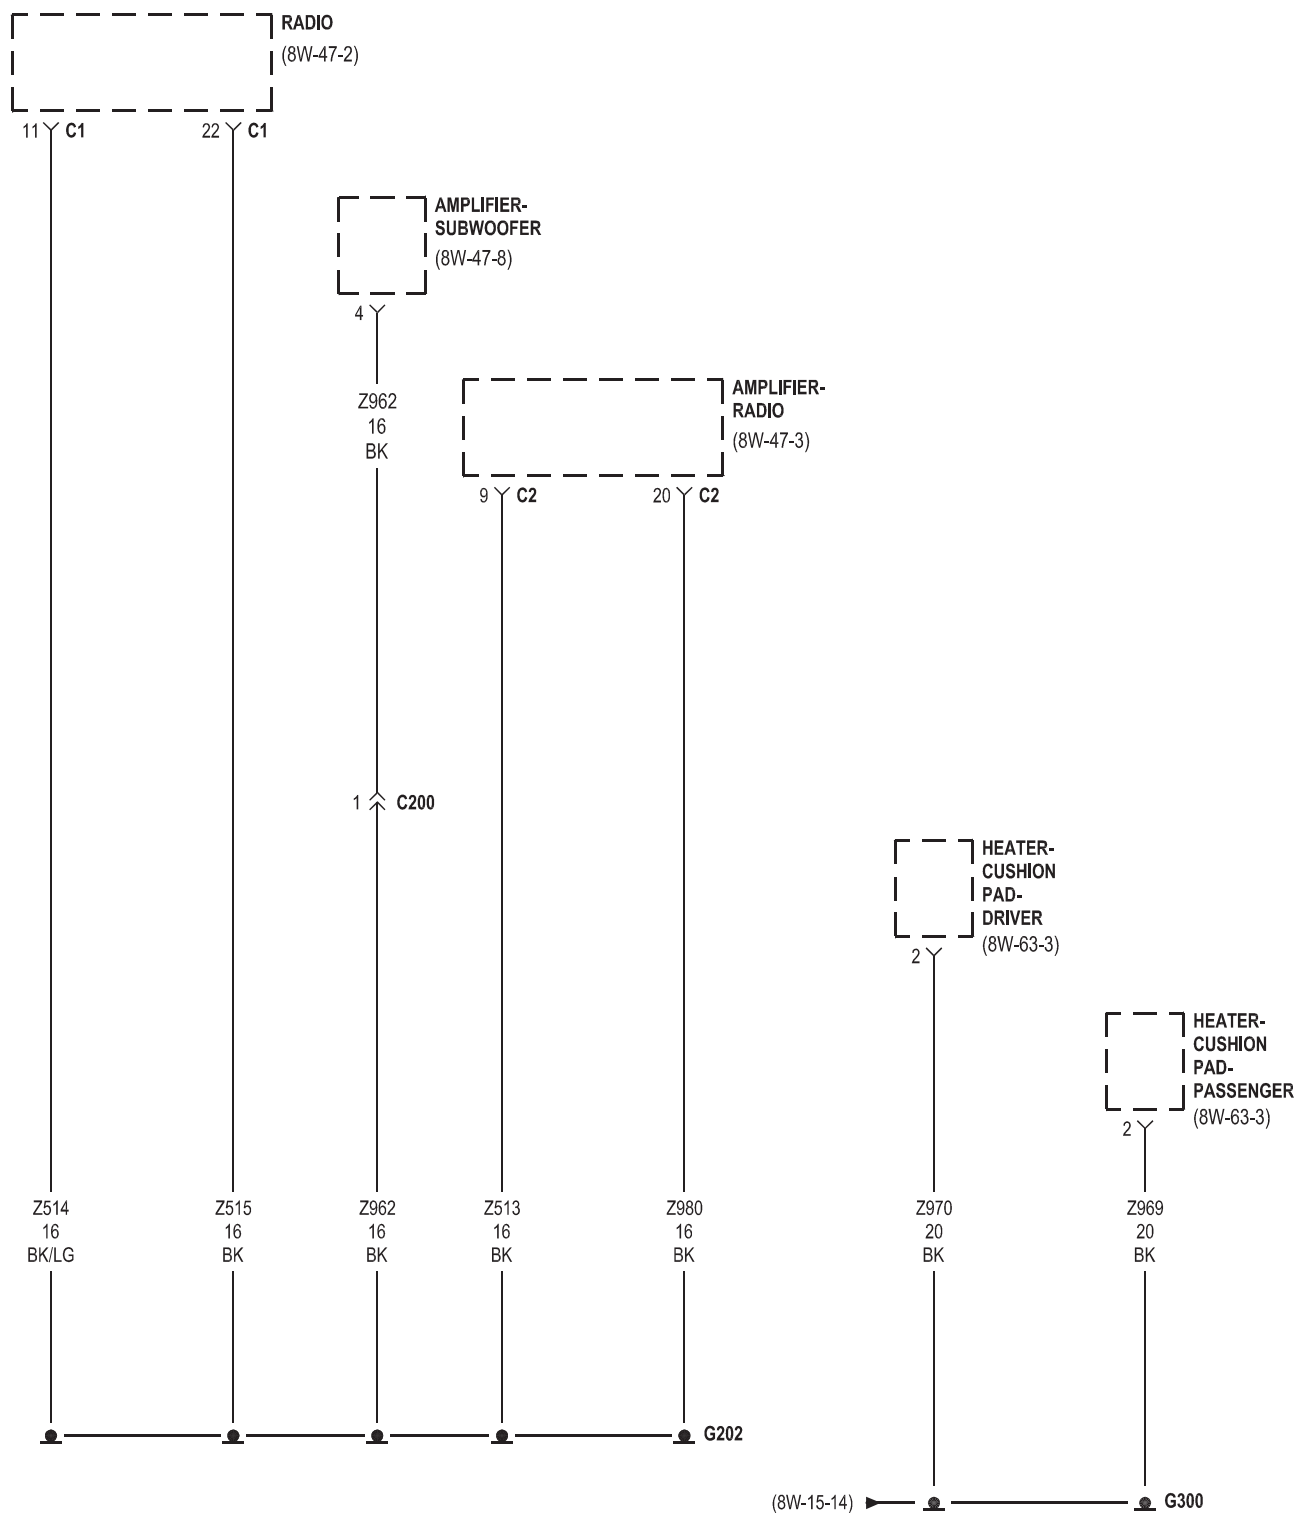 RADIO
(8W-47-2)
11 C1
22 C1
AMPLIFIER-
SUBWOOFER
(8W-47-8)
4
Z962
16
BK
AMPLIFIER-
RADIO
(8W-47-3)
9 C2
20 C2
1 C200
HEATER-
CUSHION
PAD-
DRIVER
(8W-63-3)
2
HEATER-
CUSHION
PAD-
PASSENGER
(8W-63-3)
2
Z514
16
BK/LG
Z515
16
BK
Z962
16
BK
Z513
16
BK
Z980
16
BK
Z970
20
BK
Z969
20
BK
G202
(8W-15-14)
G300